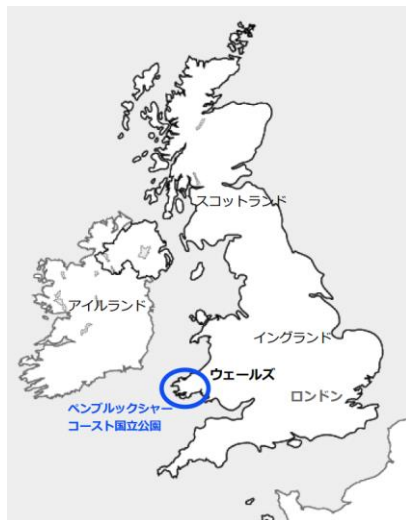 スコットランド
アイルランド
イングランド
ウェールズ
ロンドン
ペンブルックシャー
コースト国立公園